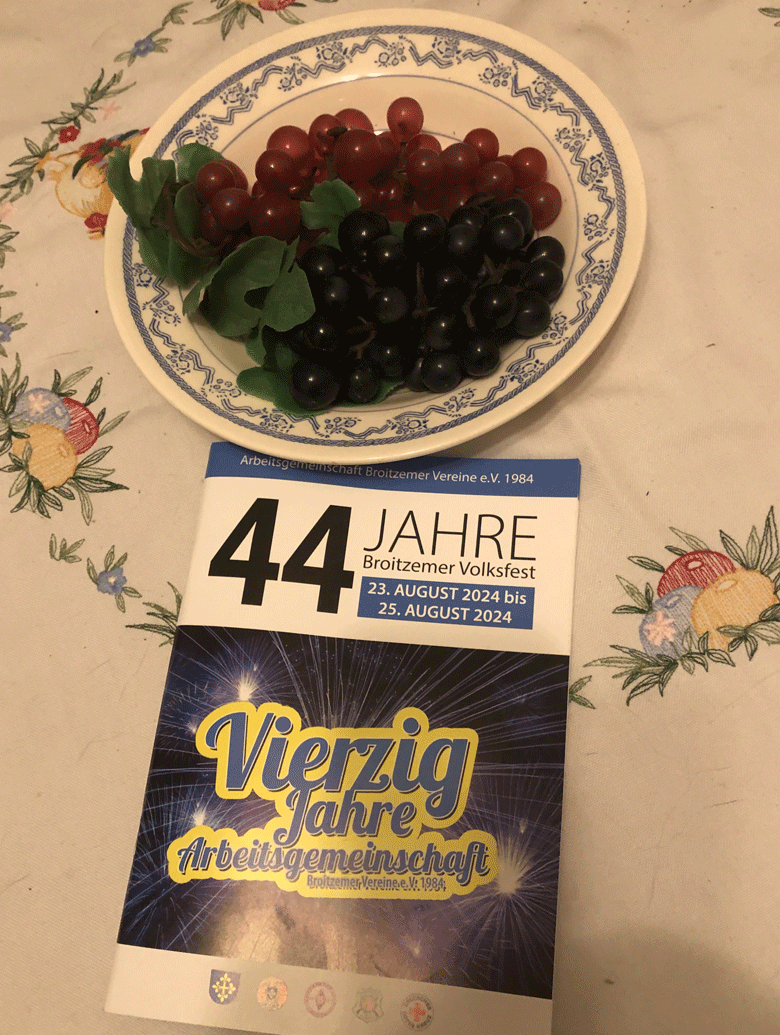 Arbeitsgemeinschaft Broitzemer Vereine e.V. 1984
44 JAHRE
Broitzemer Volksfest
23. AUGUST 2024 bis
25. AUGUST 2024
Vierzig
Jahre
Arbeitsgemeinschaft
Broitzemer Vereine e.V. 1984